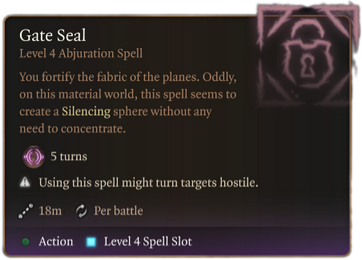 Gate Seal
Level 4 Abjuration Spell
You fortify the fabric of the planes. Oddly,
on this material world, this spell seems to
create a Silencing sphere without any
need to concentrate.
5 turns
Using this spell might turn targets hostile.
18m Per battle
Action Level 4 Spell Slot